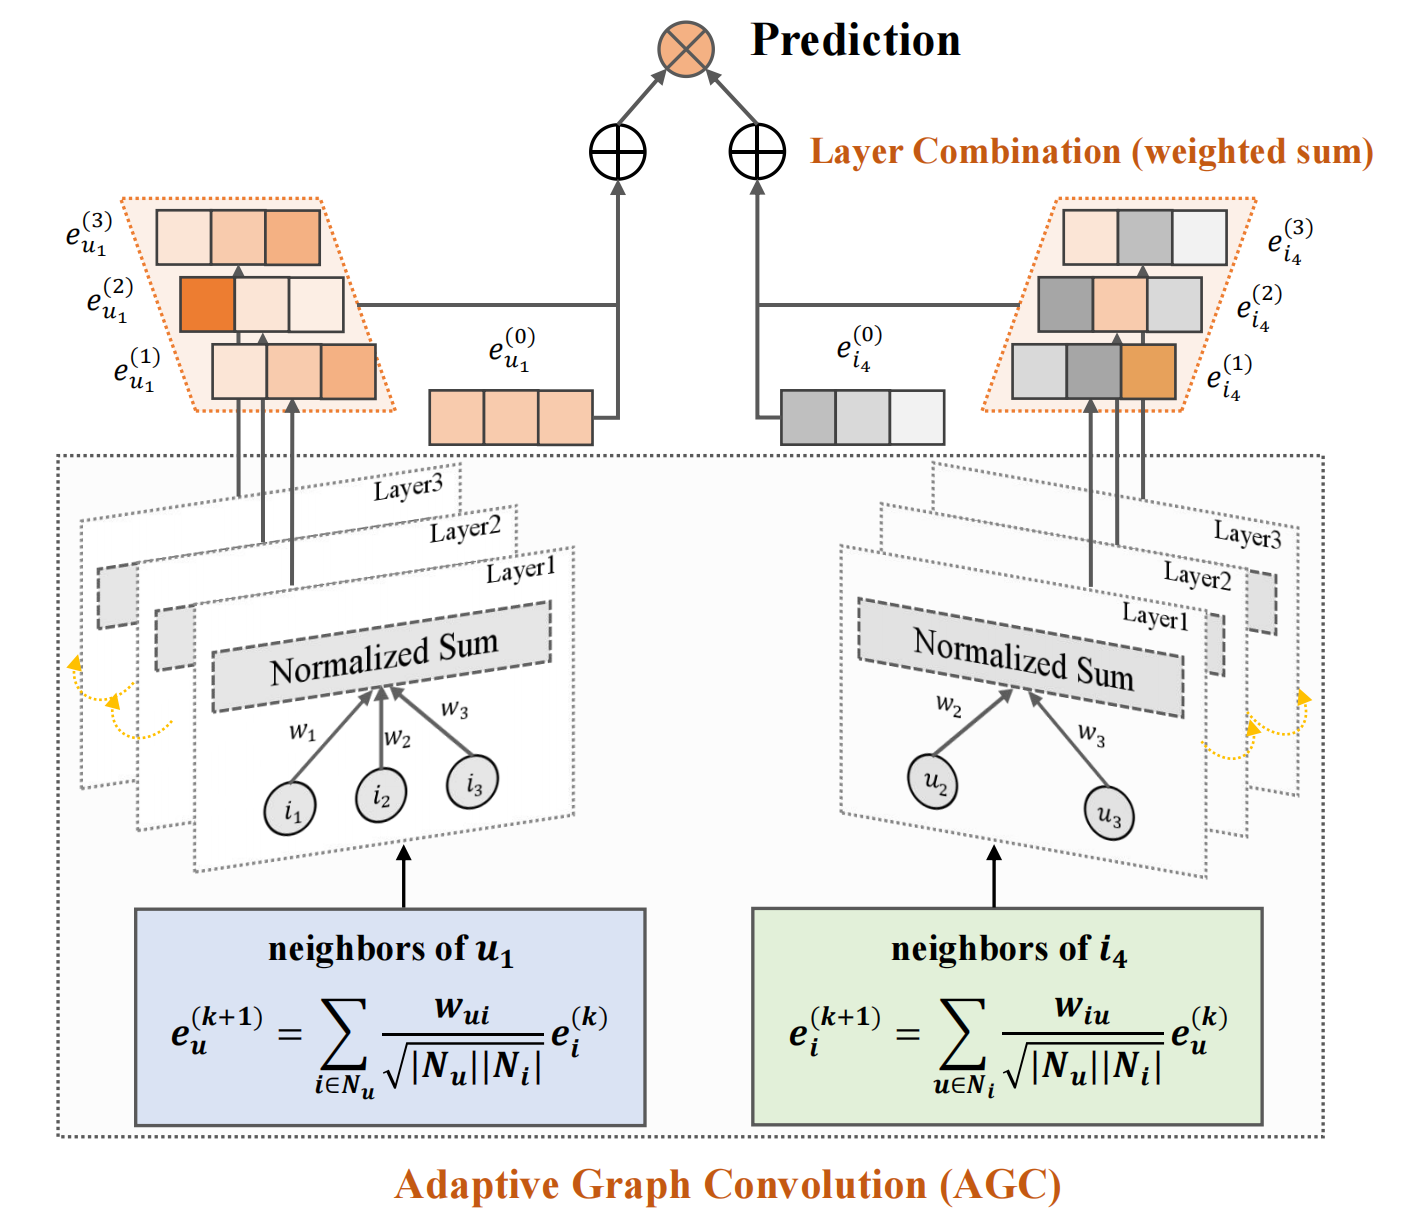 Prediction
Layer Combination (weighted sum)
e_{u_1}^{(3)}
e_{u_1}^{(2)}
e_{u_1}^{(1)}
e_{u_1}^{(0)}
e_{i_4}^{(0)}
e_{i_4}^{(3)}
e_{i_4}^{(2)}
e_{i_4}^{(1)}
Layer3
Layer2
Layer1
Normalized Sum
w_1
w_2
w_3
i_1
i_2
i_3
Layer3
Layer2
Layer1
Normalized Sum
w_2
w_3
u_2
u_3
neighbors of u_1
e_u^{(k+1)} = \sum_{i∈N_u} \frac{w_{ui}}{\sqrt{|N_u||N_i|}} e_i^{(k)}
neighbors of i_4
e_i^{(k+1)} = \sum_{u∈N_i} \frac{w_{iu}}{\sqrt{|N_u||N_i|}} e_u^{(k)}
Adaptive Graph Convolution (AGC)